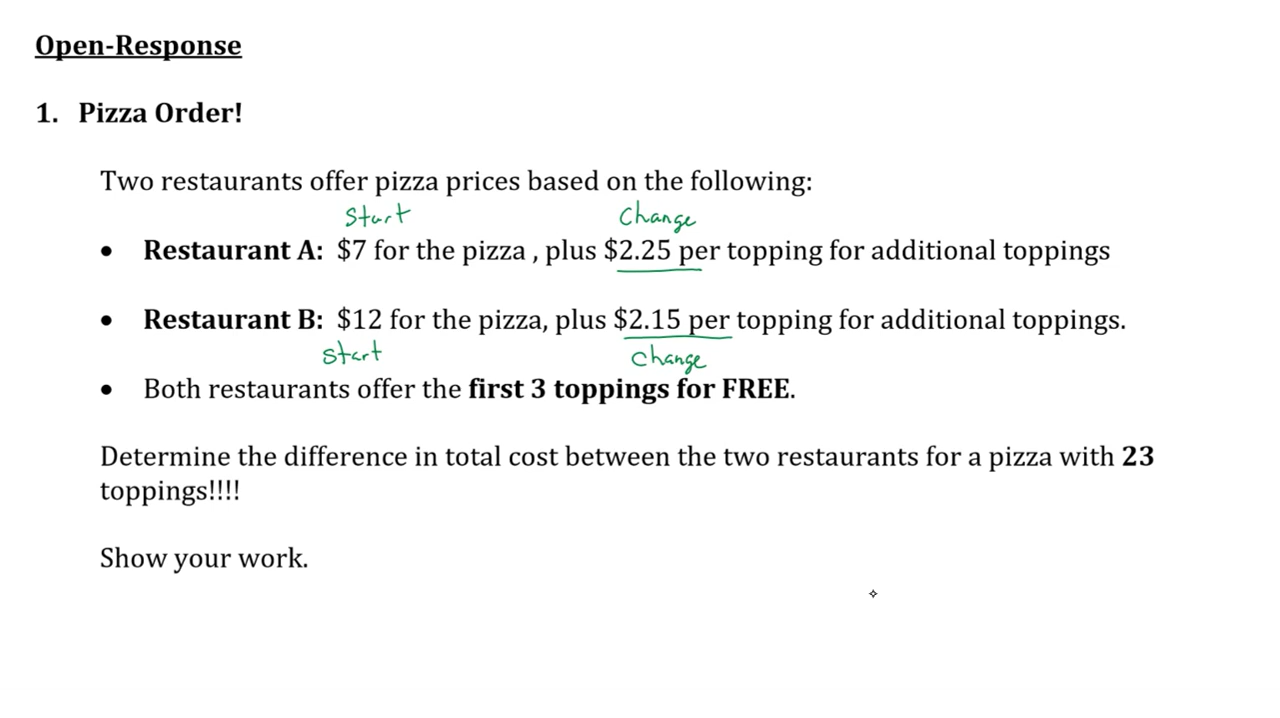 Open-Response
1. Pizza Order!
Two restaurants offer pizza prices based on the following:
Start Change
• Restaurant A: $7 for the pizza , plus $2.25 per topping for additional toppings
• Restaurant B: $12 for the pizza, plus $2.15 per topping for additional toppings.
Start Change
• Both restaurants offer the first 3 toppings for FREE.
Determine the difference in total cost between the two restaurants for a pizza with 23
toppings!!!!
Show your work.